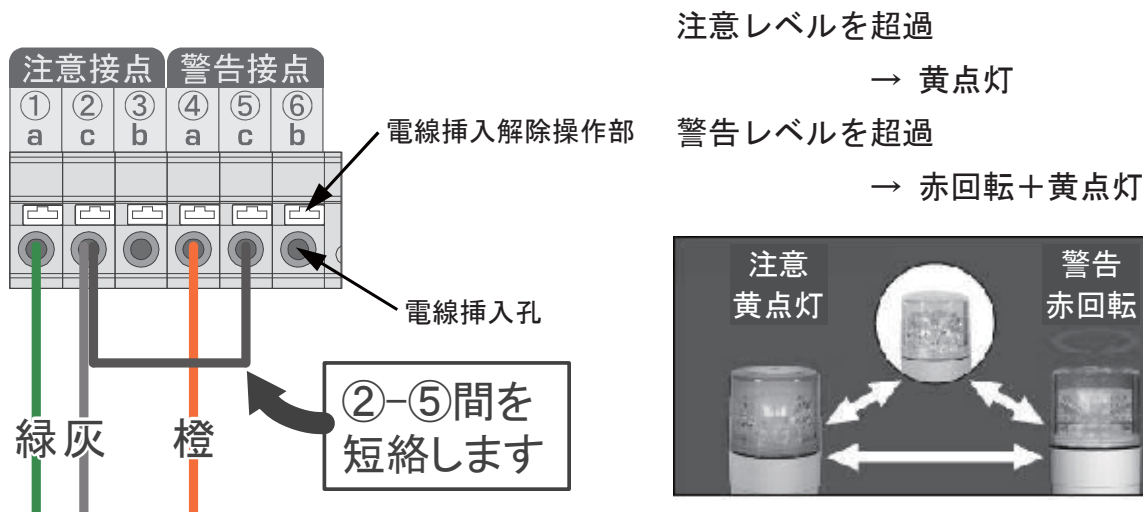 注意接点 警告接点
① ② ③ ④ ⑤ ⑥
a c b a c b
電線挿入解除操作部
電線挿入孔
②-⑤間を
短絡します
緑 灰 橙
注意レベルを超過
→ 黄点灯
警告レベルを超過
→ 赤回転＋黄点灯
注意
黄点灯
警告
赤回転